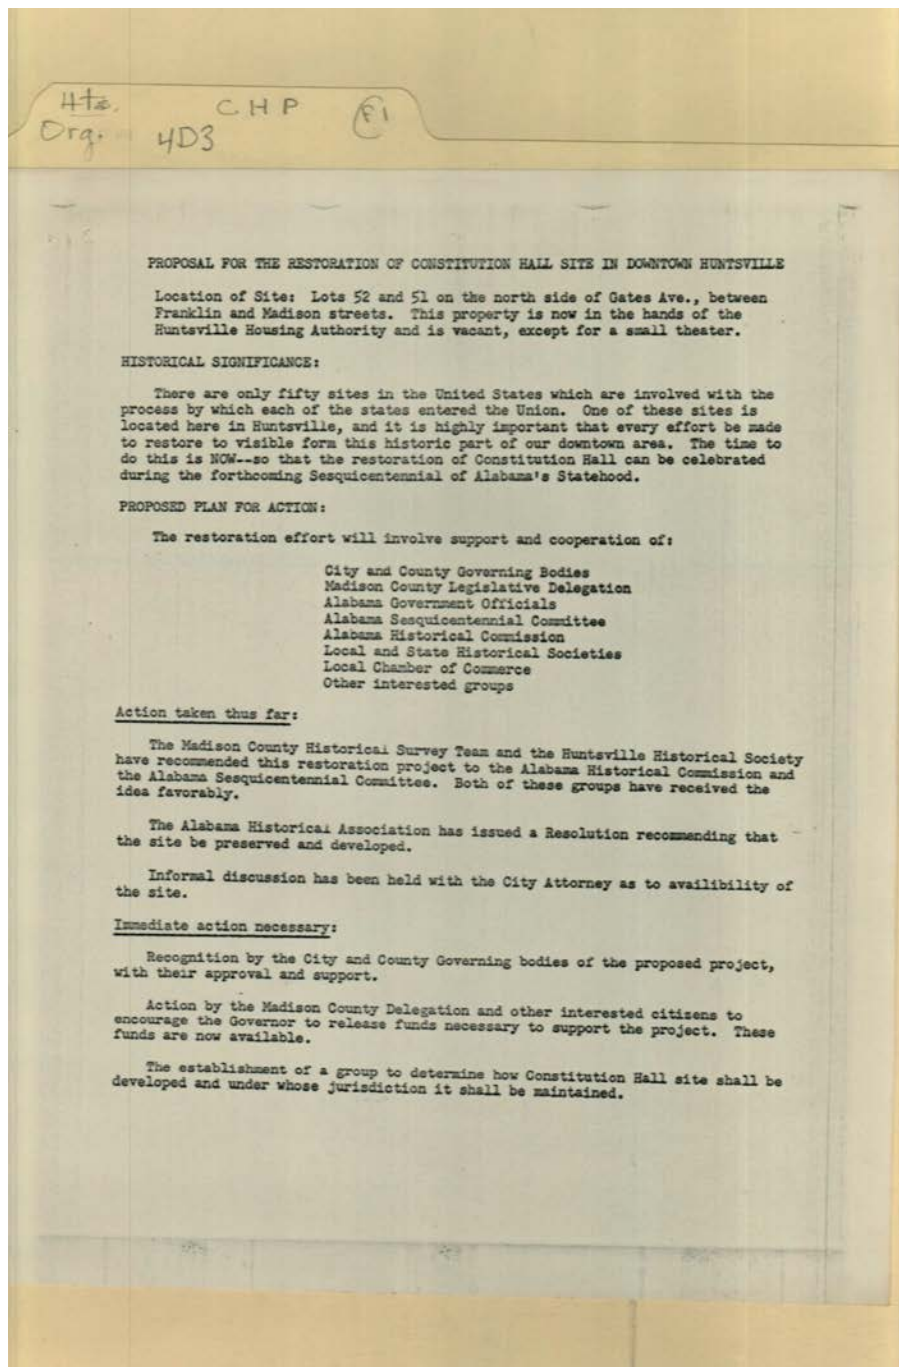 Hts. CHP F1
Org. 4D3
PROPOSAL FOR THE RESTORATION OF CONSTITUTION HALL SITE IN DOWNTOWN HUNTSVILLE
Location of Site: Lots 52 and 51 on the north side of Gates Ave., between
Franklin and Madison streets. This property is now in the hands of the
Huntsville Housing Authority and is vacant, except for a small theater.
HISTORICAL SIGNIFICANCE:
There are only fifty sites in the United States which are involved with the
process by which each of the states entered the Union. One of these sites is
located here in Huntsville, and it is highly important that every effort be made
to restore to visible form this historic part of our downtown area. The time to
do this is NOW--so that the restoration of Constitution Hall can be celebrated
during the forthcoming Sesquicentennial of Alabama's Statehood.
PROPOSED PLAN FOR ACTION:
The restoration effort will involve support and cooperation of:
City and County Governing Bodies
Madison County Legislative Delegation
Alabama Government Officials
Alabama Sesquicentennial Committee
Alabama Historical Commission
Local and State Historical Societies
Local Chamber of Commerce
Other interested groups
Action taken thus far:
The Madison County Historical Survey Team and the Huntsville Historical Society
have recommended this restoration project to the Alabama Historical Commission and
the Alabama Sesquicentennial Committee. Both of these groups have received the
idea favorably.
The Alabama Historical Association has issued a Resolution recommending that
the site be preserved and developed.
Informal discussion has been held with the City Attorney as to availibility of
the site.
Immediate action necessary:
Recognition by the City and County Governing bodies of the proposed project,
with their approval and support.
Action by the Madison County Delegation and other interested citizens to
encourage the Governor to release funds necessary to support the project. These
funds are now available.
The establishment of a group to determine how Constitution Hall site shall be
developed and under whose jurisdiction it shall be maintained.